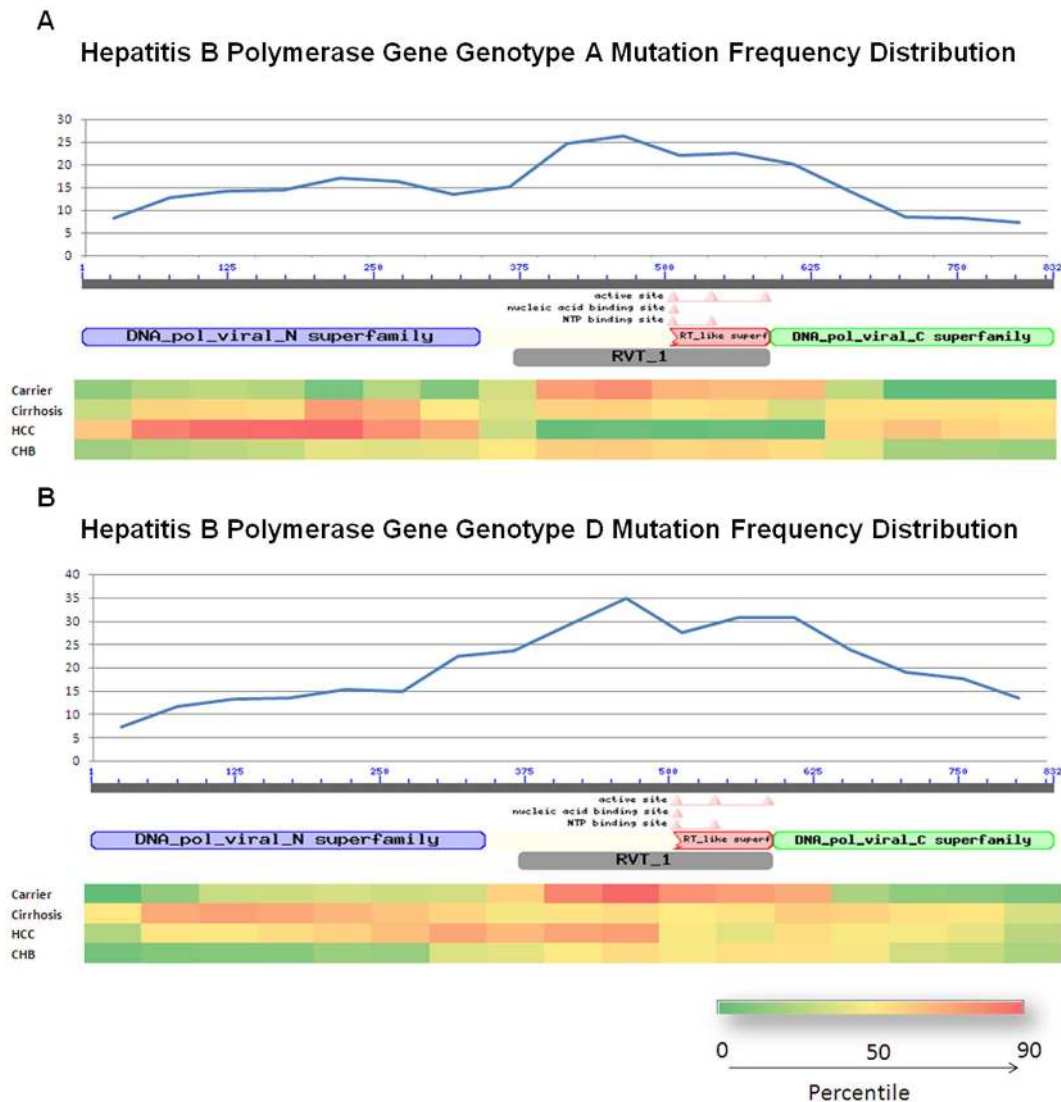 A
Hepatitis B Polymerase Gene Genotype A Mutation Frequency Distribution
30
25
20
15
10
5
0
1 125 250 375 500 625 750 832
active site
nucleic acid binding site
NTP binding site
DNA_pol_viral_N superfamily RT_like superf DNA_pol_viral_C superfamily
RVT_1
Carrier
Cirrhosis
HCC
CHB
B
Hepatitis B Polymerase Gene Genotype D Mutation Frequency Distribution
40
35
30
25
20
15
10
5
0
1 125 250 375 500 625 750 832
active site
nucleic acid binding site
NTP binding site
DNA_pol_viral_N superfamily RT_like superf DNA_pol_viral_C superfamily
RVT_1
Carrier
Cirrhosis
HCC
CHB
0 50 90
Percentile